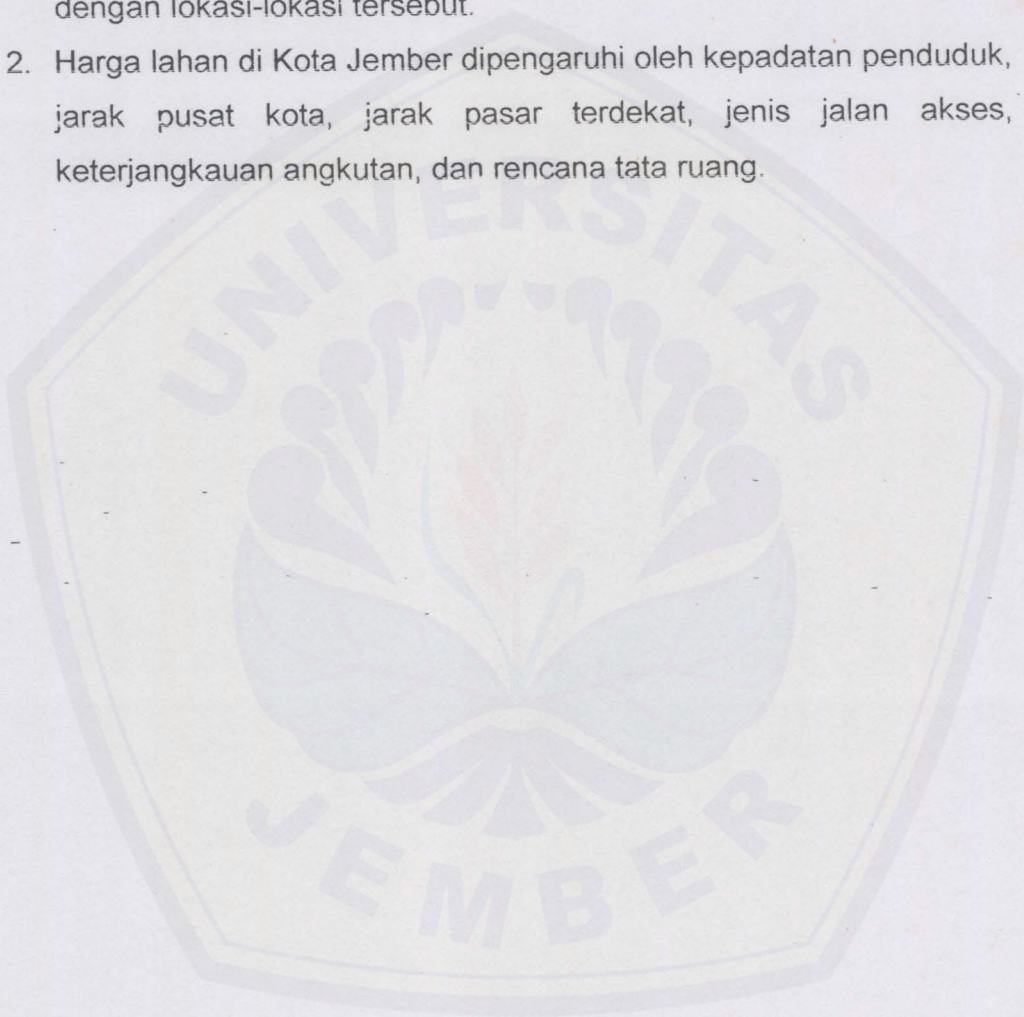 dengan lokasi-lokasi tersebut.
2. Harga lahan di Kota Jember dipengaruhi oleh kepadatan penduduk,
jarak pusat kota, jarak pasar terdekat, jenis jalan akses,
keterjangkauan angkutan, dan rencana tata ruang.
UNIVERSITAS
JEMBER